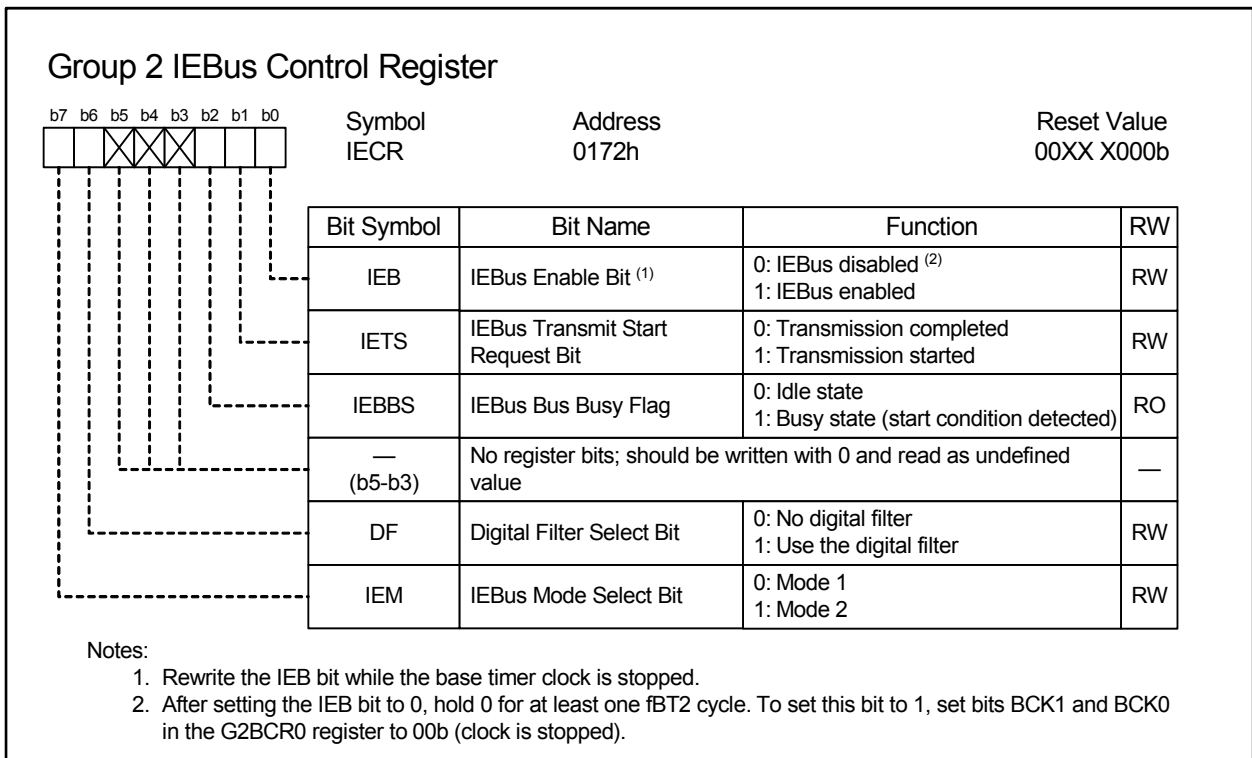 Group 2 IEBus Control Register
b7 b6 b5 b4 b3 b2 b1 b0
Symbol Address Reset Value
IECR 0172h 00XX X000b
Bit Symbol Bit Name Function RW
IEB IEBus Enable Bit (1) 0: IEBus disabled (2) RW
1: IEBus enabled
IETS IEBus Transmit Start Request Bit 0: Transmission completed RW
1: Transmission started
IEBBS IEBus Bus Busy Flag 0: Idle state RO
1: Busy state (start condition detected)
— (b5-b3) No register bits; should be written with 0 and read as undefined —
value
DF Digital Filter Select Bit 0: No digital filter RW
1: Use the digital filter
IEM IEBus Mode Select Bit 0: Mode 1 RW
1: Mode 2
Notes:
1. Rewrite the IEB bit while the base timer clock is stopped.
2. After setting the IEB bit to 0, hold 0 for at least one fBT2 cycle. To set this bit to 1, set bits BCK1 and BCK0
in the G2BCR0 register to 00b (clock is stopped).